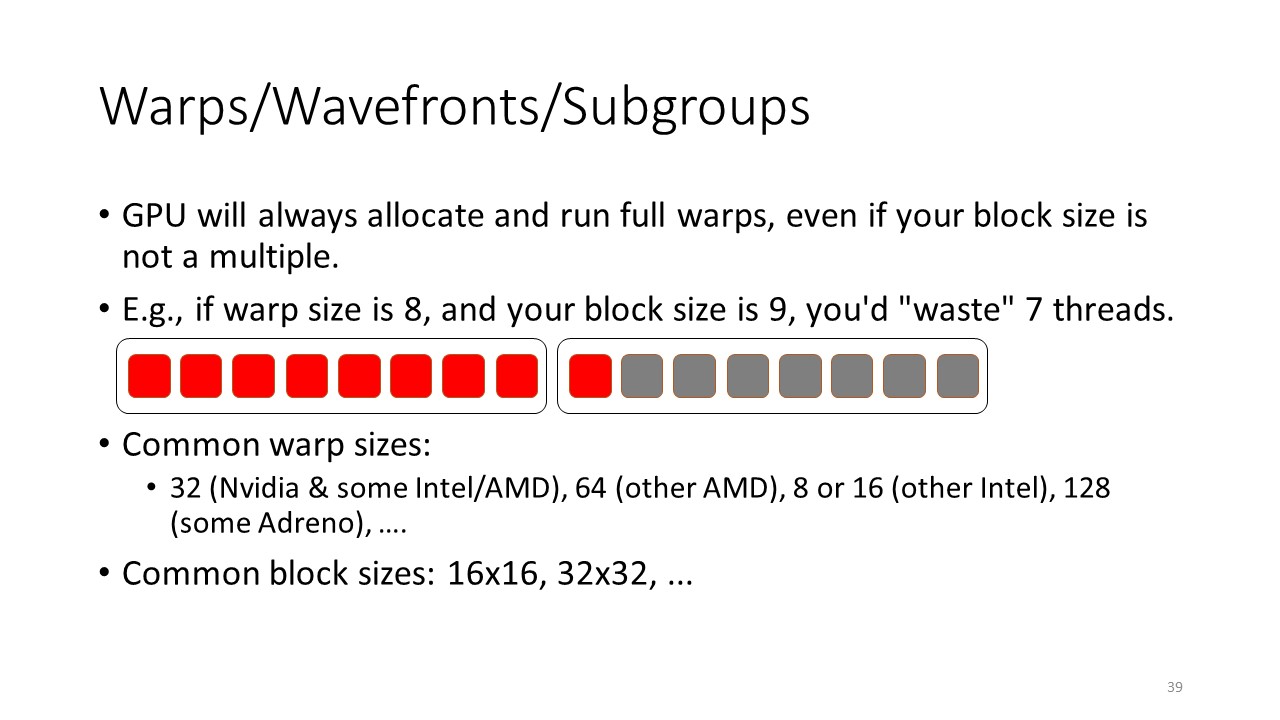 Warps/Wavefronts/Subgroups
• GPU will always allocate and run full warps, even if your block size is
not a multiple.
• E.g., if warp size is 8, and your block size is 9, you'd "waste" 7 threads.
• Common warp sizes:
• 32 (Nvidia & some Intel/AMD), 64 (other AMD), 8 or 16 (other Intel), 128
(some Adreno), ….
• Common block sizes: 16x16, 32x32, ...
39